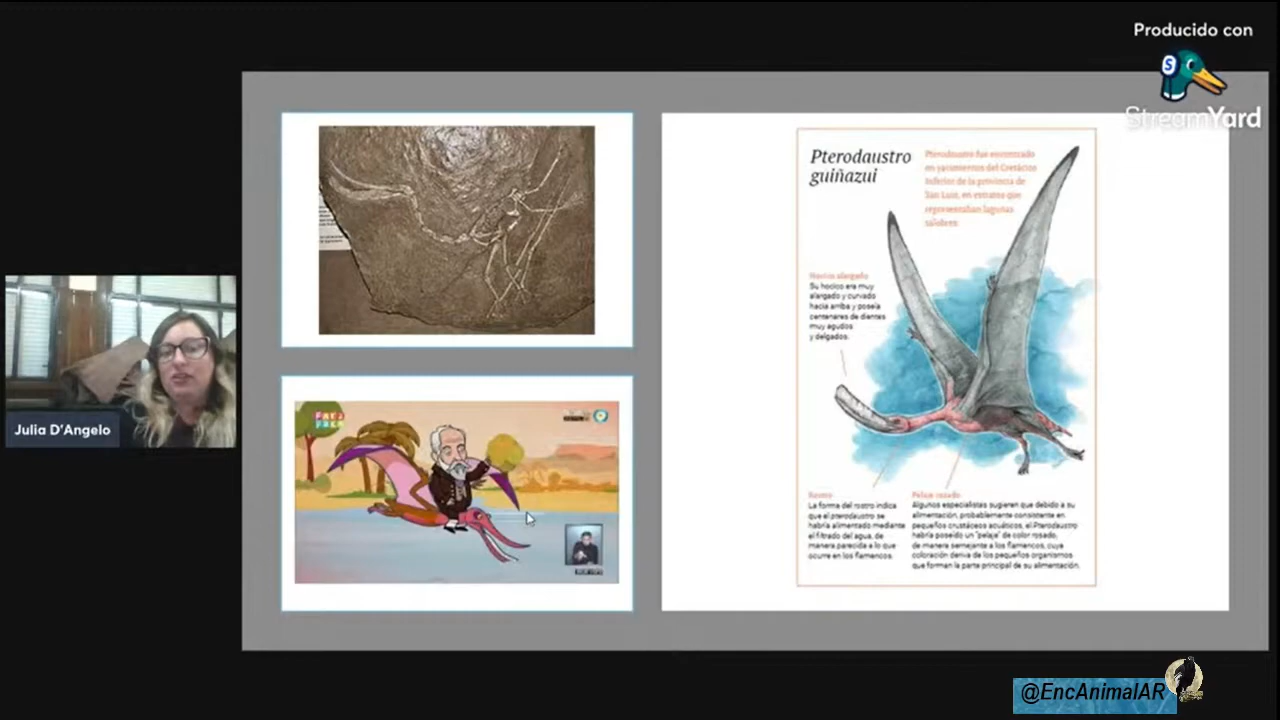 Producido con
StreamYard
Pterodaustro
guiñazui
Pterodaustro fue encontrado
en yacimientos del Cretácico
Inferior de la provincia de
San Luis, en estratos que
representaban lagunas
salobres.
Hocico alargado
Su hocico era muy
alargado y curvado
hacia arriba y poseía
centenares de dientes
muy agudos
y delgados.
Rostro
La forma del rostro indica
que el pterodaustro se
habría alimentado mediante
el filtrado del agua, de
manera parecida a lo que
ocurre en los flamencos.
Pelaje rosado
Algunos especialistas sugieren que debido a su
alimentación, probablemente consistente en
pequeños crustáceos acuáticos, el Pterodaustro
habría poseído un "pelaje" de color rosado,
de manera semejante a los flamencos, cuya
coloración deriva de los pequeños organismos
que forman la parte principal de su alimentación.
PAKA
PAKA
Julia D'Angelo
@EncAnimalAR